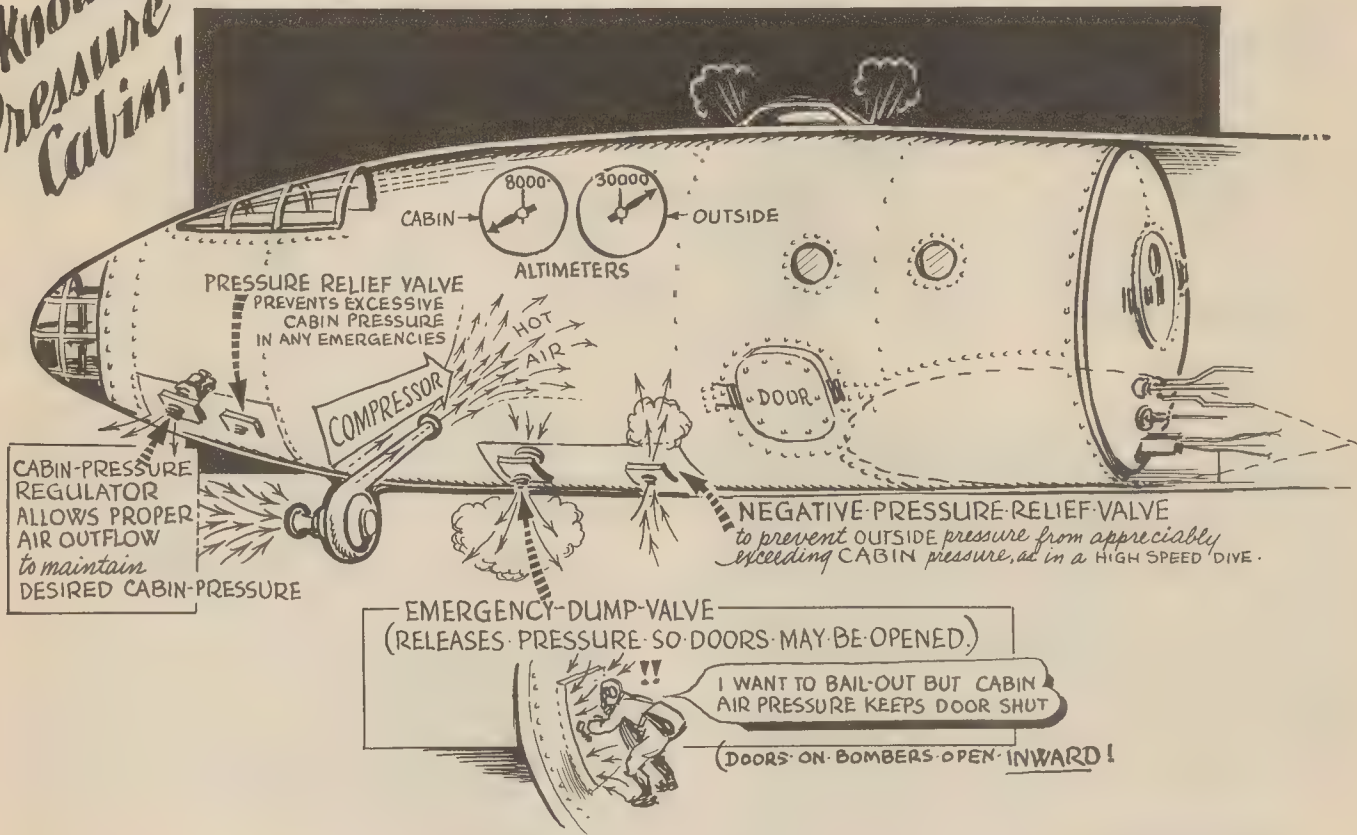 Know
Pressure
Cabin!
8000
30000
CABIN
OUTSIDE
ALTIMETERS
PRESSURE RELIEF VALVE
PREVENTS EXCESSIVE
CABIN PRESSURE
IN ANY EMERGENCIES
HOT
AIR
COMPRESSOR
DOOR
CABIN-PRESSURE
REGULATOR
ALLOWS PROPER
AIR OUTFLOW
to maintain
DESIRED CABIN-PRESSURE
NEGATIVE·PRESSURE·RELIEF·VALVE
to prevent OUTSIDE pressure from appreciably
exceeding CABIN pressure, as in a HIGH SPEED DIVE.
EMERGENCY-DUMP-VALVE
(RELEASES·PRESSURE·SO·DOORS·MAY·BE·OPENED.)
!!
I WANT TO BAIL-OUT BUT CABIN
AIR PRESSURE KEEPS DOOR SHUT
(DOORS·ON·BOMBERS·OPEN·INWARD!